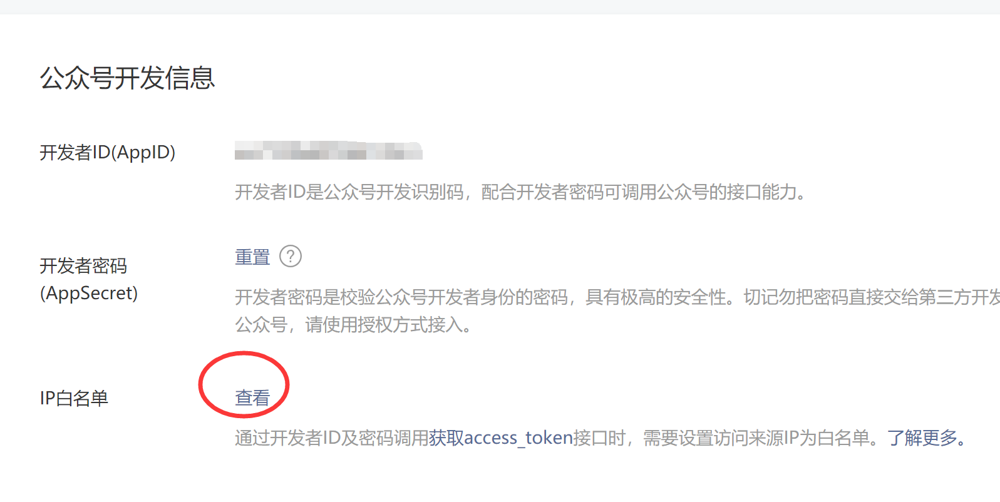 公众号开发信息
开发者ID(AppID)
开发者ID是公众号开发识别码，配合开发者密码可调用公众号的接口能力。
开发者密码
(AppSecret)
重置 ?
开发者密码是校验公众号开发者身份的密码，具有极高的安全性。切记勿把密码直接交给第三方开发
公众号，请使用授权方式接入。
IP白名单
查看
通过开发者ID及密码调用获取access_token接口时，需要设置访问来源IP为白名单。了解更多。